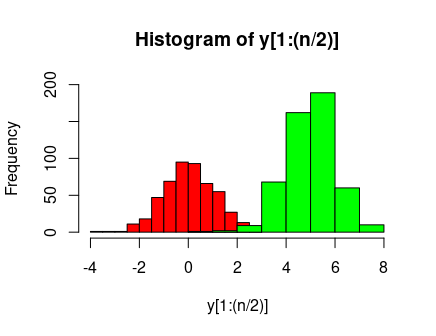 Histogram of y[1:(n/2)]
Frequency
200
100
50
0
-4 -2 0 2 4 6 8
y[1:(n/2)]